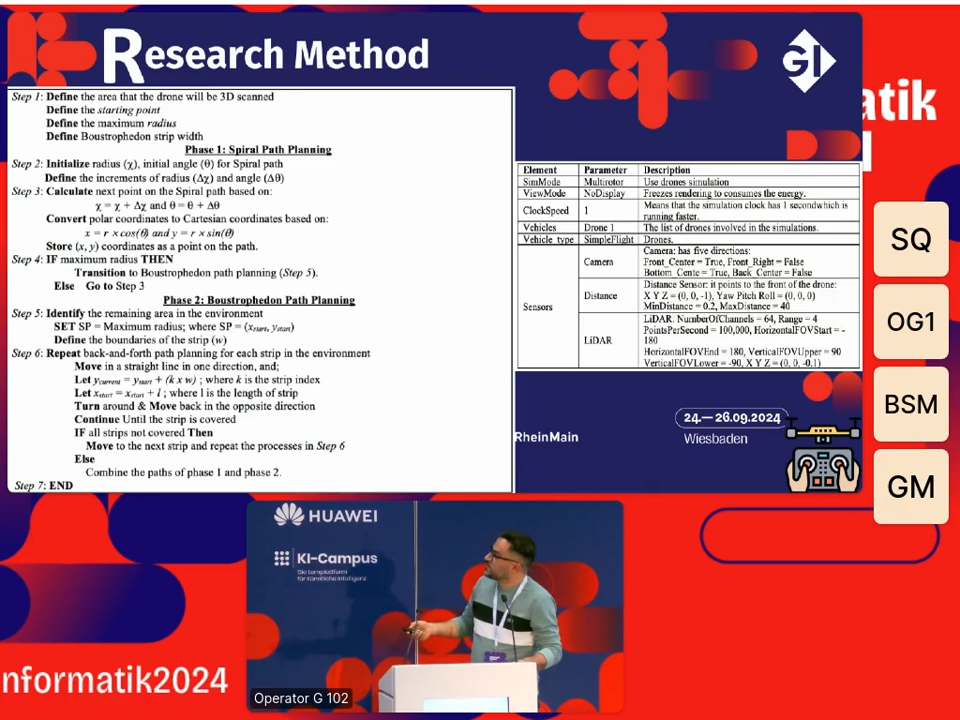 Research Method
GI
atik
Step 1: Define the area that the drone will be 3D scanned
Define the starting point
Define the maximum radius
Define Boustrophedon strip width
Phase 1: Spiral Path Planning
Step 2: Initialize radius (χ), initial angle (θ) for Spiral path
Define the increments of radius (Δχ) and angle (Δθ)
Step 3: Calculate next point on the Spiral path based on:
χ = χ + Δχ and θ = θ + Δθ
Convert polar coordinates to Cartesian coordinates based on:
x = r × cos(θ) and y = r × sin(θ)
Store (x, y) coordinates as a point on the path.
Step 4: IF maximum radius THEN
Transition to Boustrophedon path planning (Step 5).
Else Go to Step 3
Phase 2: Boustrophedon Path Planning
Step 5: Identify the remaining area in the environment
SET SP = Maximum radius; where SP = (xstart, ystart)
Define the boundaries of the strip (w)
Step 6: Repeat back-and-forth path planning for each strip in the environment
Move in a straight line in one direction, and;
Let ycurrent = ystart + (k x w) ; where k is the strip index
Let xstart = xstart + l ; where l is the length of strip
Turn around & Move back in the opposite direction
Continue Until the strip is covered
IF all strips not covered Then
Move to the next strip and repeat the processes in Step 6
Else
Combine the paths of phase 1 and phase 2.
Step 7: END
Element Parameter Description
SimMode Multirotor Use drones simulation
ViewMode NoDisplay Freezes rendering to consumes the energy.
ClockSpeed 1 Means that the simulation clock has 1 secondwhich is
running faster.
Vehicles Drone 1 The list of drones involved in the simulations.
Vehicle_type SimpleFlight Drones.
Sensors
Camera
Camera: has five directions:
Front_Center = True, Front_Right = False
Bottom_Cente = True, Back_Center = False
Distance
Distance Sensor: it points to the front of the drone:
X Y Z = (0, 0, -1), Yaw Pitch Roll = (0, 0, 0)
MinDistance = 0.2, MaxDistance = 40
LiDAR
LiDAR: NumberOfChannels = 64, Range = 4
PointsPerSecond = 100,000, HorizontalFOVStart = -
180
HorizontalFOVEnd = 180, VerticalFOVUpper = 90
VerticalFOVLower = -90, X Y Z = (0, 0, -0.1)
24.— 26.09.2024
RheinMain
Wiesbaden
SQ
OG1
BSM
GM
HUAWEI
KI-Campus
Die Lernplattform
für Künstliche Intelligenz
Operator G 102
nformatik2024